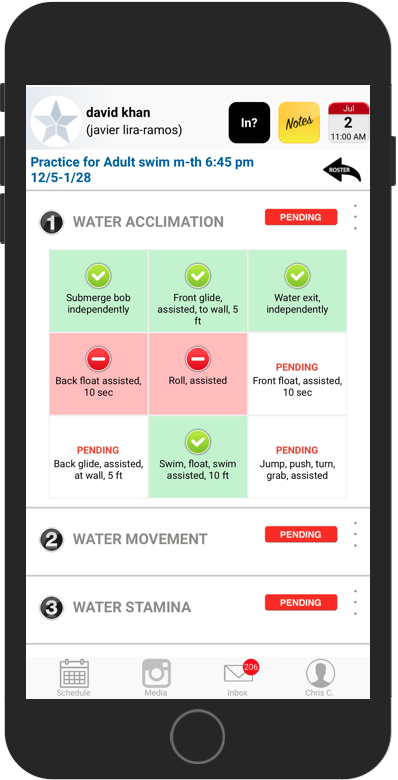 david khan
(javier lira-ramos)
In?
Notes
Jul
2
11:00 AM
Practice for Adult swim m-th 6:45 pm
12/5-1/28
ROSTER
1 WATER ACCLIMATION
PENDING
Submerge bob
independently
Front glide,
assisted, to wall, 5
ft
Water exit,
independently
Back float assisted,
10 sec
Roll, assisted
PENDING
Front float, assisted,
10 sec
PENDING
Back glide, assisted,
at wall, 5 ft
Swim, float, swim
assisted, 10 ft
PENDING
Jump, push, turn,
grab, assisted
2 WATER MOVEMENT
PENDING
3 WATER STAMINA
PENDING
Schedule
Media
206
Inbox
Chris C.